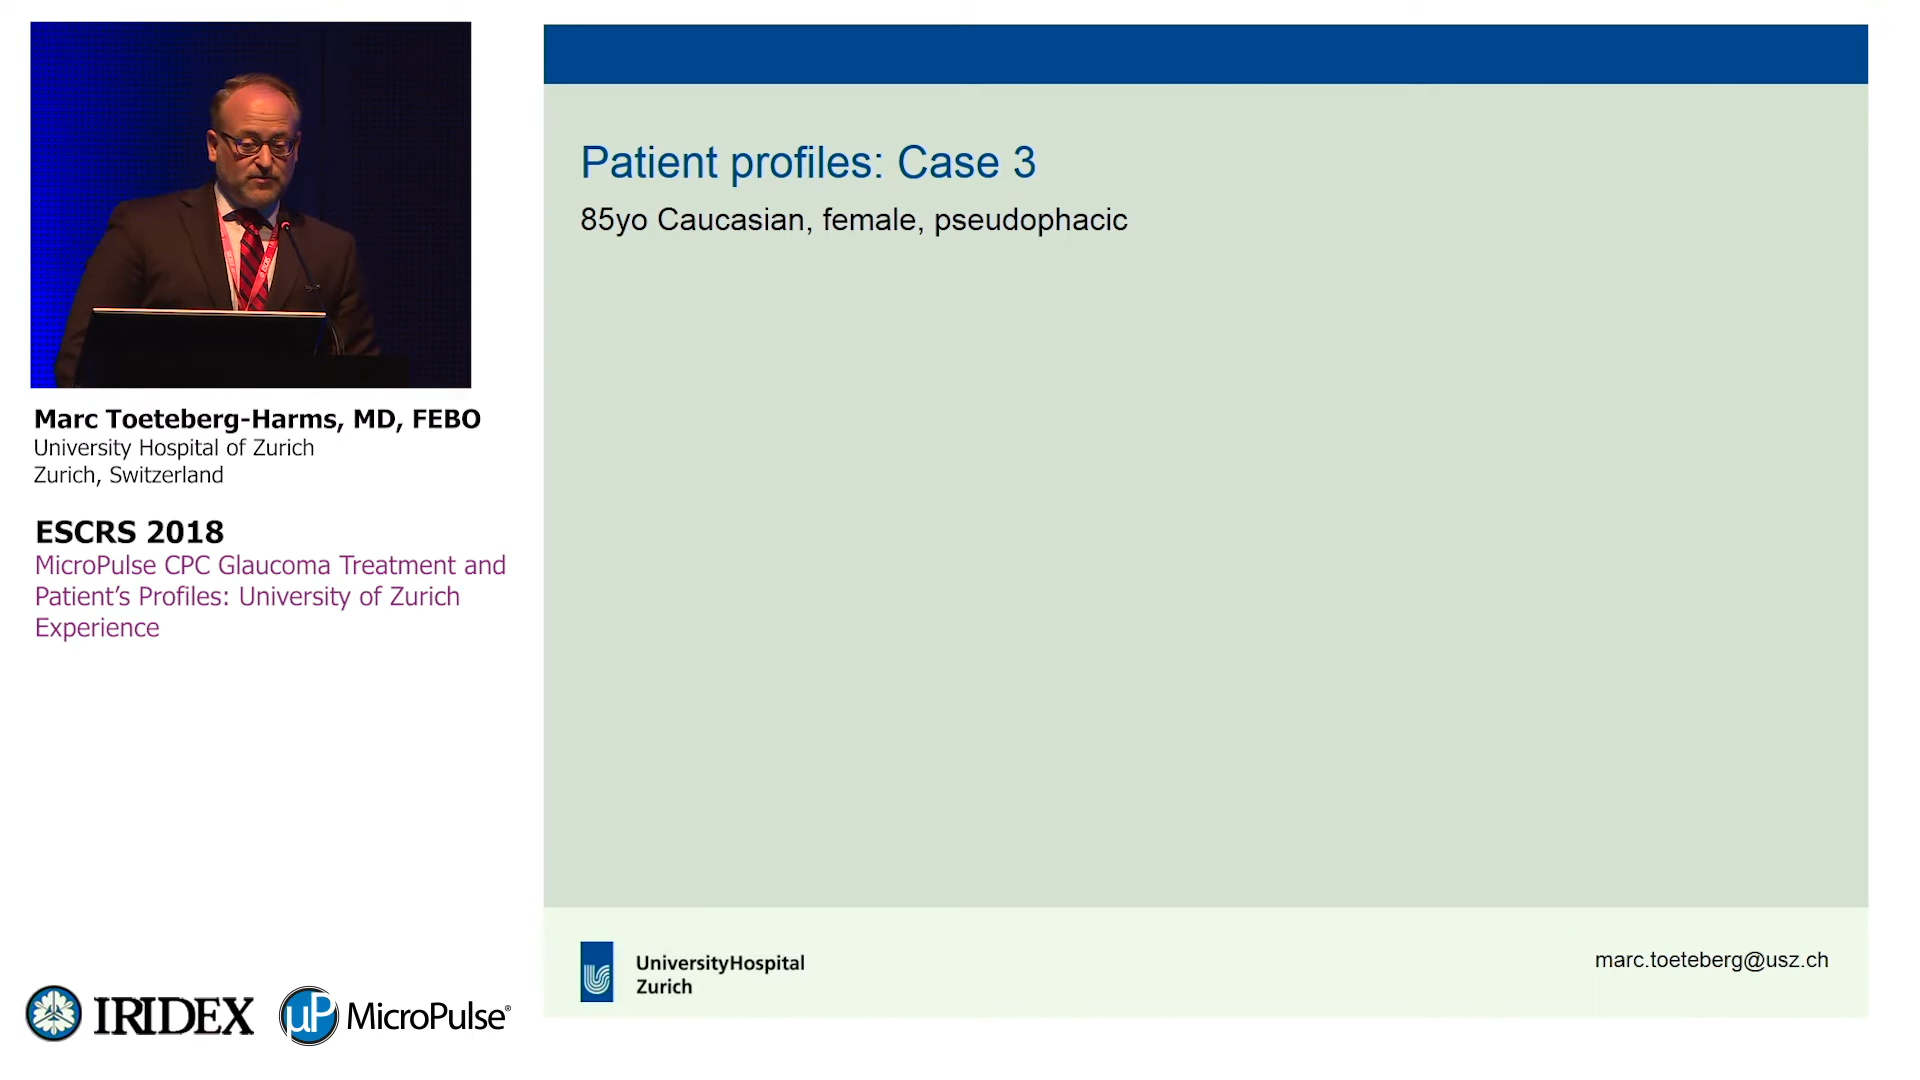 Patient profiles: Case 3
85yo Caucasian, female, pseudophacic
Marc Toeteberg-Harms, MD, FEBO
University Hospital of Zurich
Zurich, Switzerland
ESCRS 2018
MicroPulse CPC Glaucoma Treatment and
Patient’s Profiles: University of Zurich
Experience
IRIDEX
µP MicroPulse®
UniversityHospital
Zurich
marc.toeteberg@usz.ch